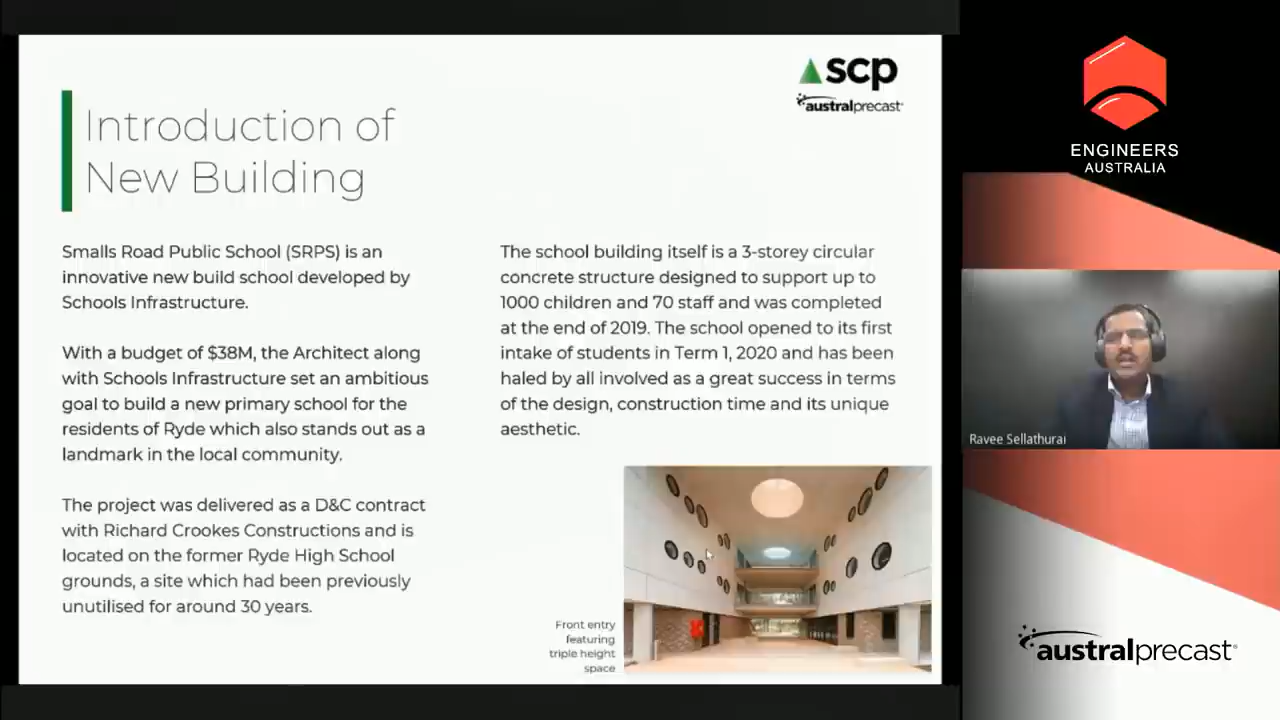 scp
australprecast
Introduction of
New Building
Smalls Road Public School (SRPS) is an
innovative new build school developed by
Schools Infrastructure.
With a budget of $38M, the Architect along
with Schools Infrastructure set an ambitious
goal to build a new primary school for the
residents of Ryde which also stands out as a
landmark in the local community.
The project was delivered as a D&C contract
with Richard Crookes Constructions and is
located on the former Ryde High School
grounds, a site which had been previously
unutilised for around 30 years.
The school building itself is a 3-storey circular
concrete structure designed to support up to
1000 children and 70 staff and was completed
at the end of 2019. The school opened to its first
intake of students in Term 1, 2020 and has been
haled by all involved as a great success in terms
of the design, construction time and its unique
aesthetic.
Front entry
featuring
triple height
space
ENGINEERS
AUSTRALIA
Ravee Sellathurai
australprecast